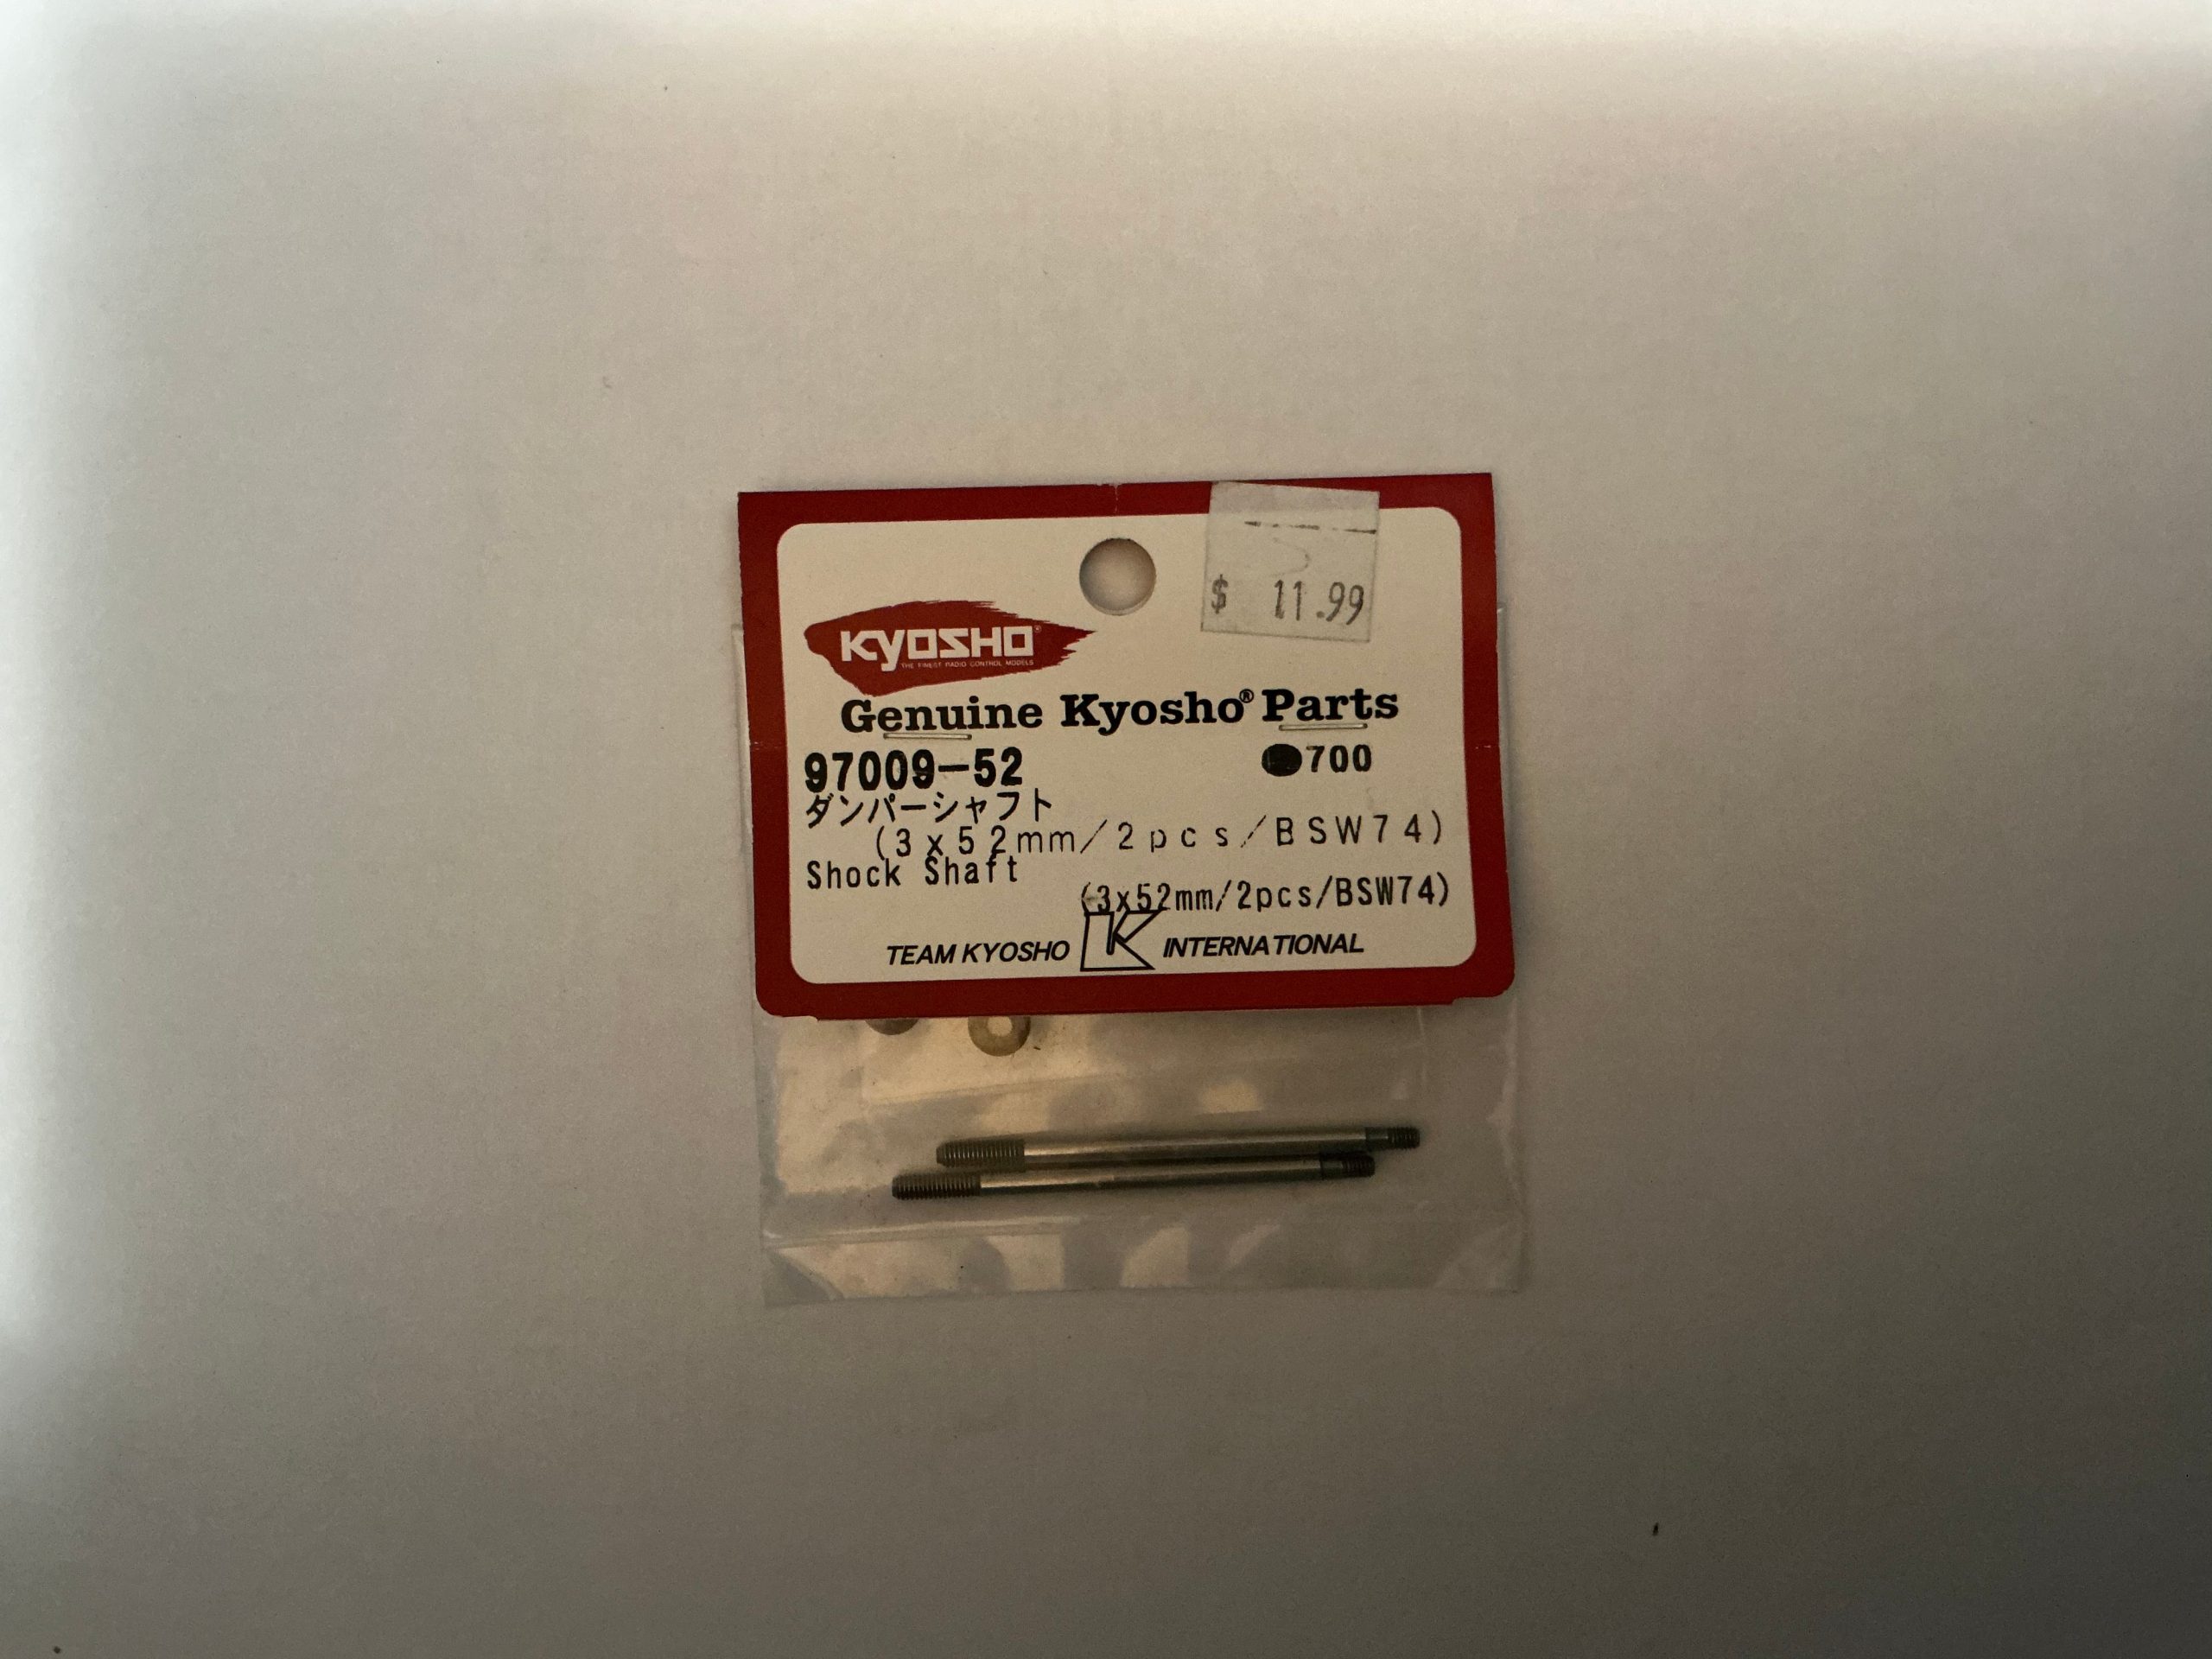 $ 11.99
KYOSHO®
THE FINEST RADIO CONTROL MODELS
Genuine Kyosho® Parts
97009-52 ●700
ダンパーシャフト
(3x52mm/2pcs/BSW74)
Shock Shaft
(3x52mm/2pcs/BSW74)
TEAM KYOSHO K INTERNATIONAL